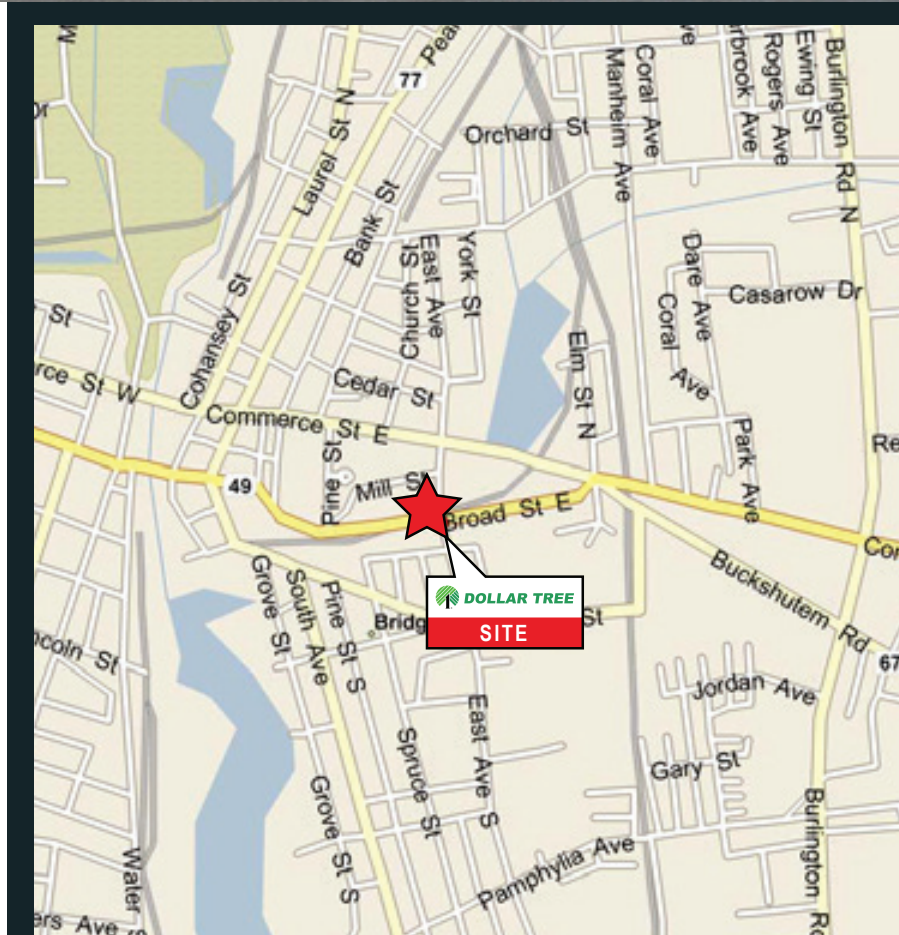 Pea
77
Laurel St N
Orchard St
Manheim Ave
Coral Ave
Rogers Ave
Ewing St
Burlington Rd N
Bank St
Church St
East Ave
York St
Dare Ave
Casarow Dr
Coral Ave
St
Cohansey St
Elm St N
rce St W
Cedar St
Commerce St E
Park Ave
Re
49
Pine St
Mill St
Broad St E
Con
Buckshutem Rd
DOLLAR TREE
SITE
Grove St
South Ave
Pine St S
Bridg
St
67
ncoln St
Jordan Ave
East Ave S
Spruce St
Gary St
Grove St S
Burlington Rd
Water
Pamphylia Ave
ers Ave S